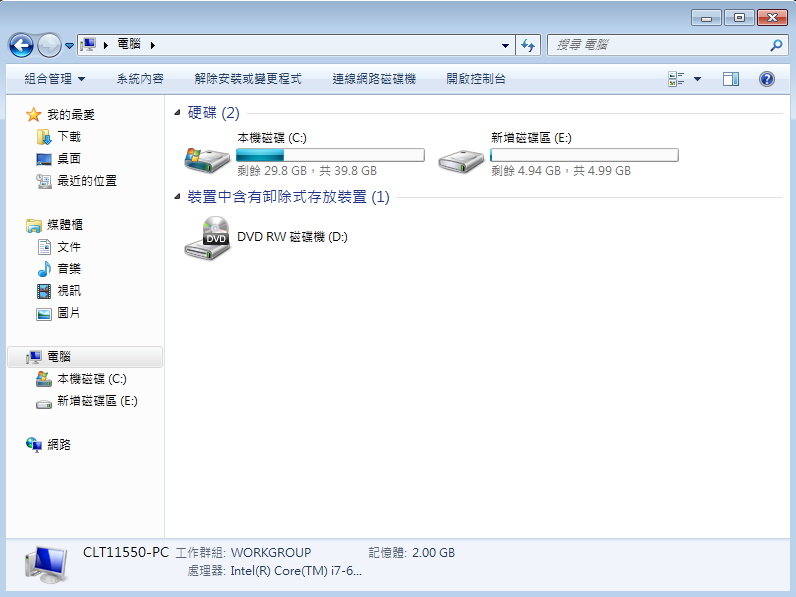 電腦
搜尋 電腦
組合管理 系統內容 解除安裝或變更程式 連線網路磁碟機 開啟控制台
我的最愛
下載
桌面
最近的位置
媒體櫃
文件
音樂
視訊
圖片
電腦
本機磁碟 (C:)
新增磁碟區 (E:)
網路
硬碟 (2)
本機磁碟 (C:)
剩餘 29.8 GB，共 39.8 GB
新增磁碟區 (E:)
剩餘 4.94 GB，共 4.99 GB
裝置中含有卸除式存放裝置 (1)
DVD
DVD RW 磁碟機 (D:)
CLT11550-PC 工作群組: WORKGROUP 記憶體: 2.00 GB
處理器: Intel(R) Core(TM) i7-6...